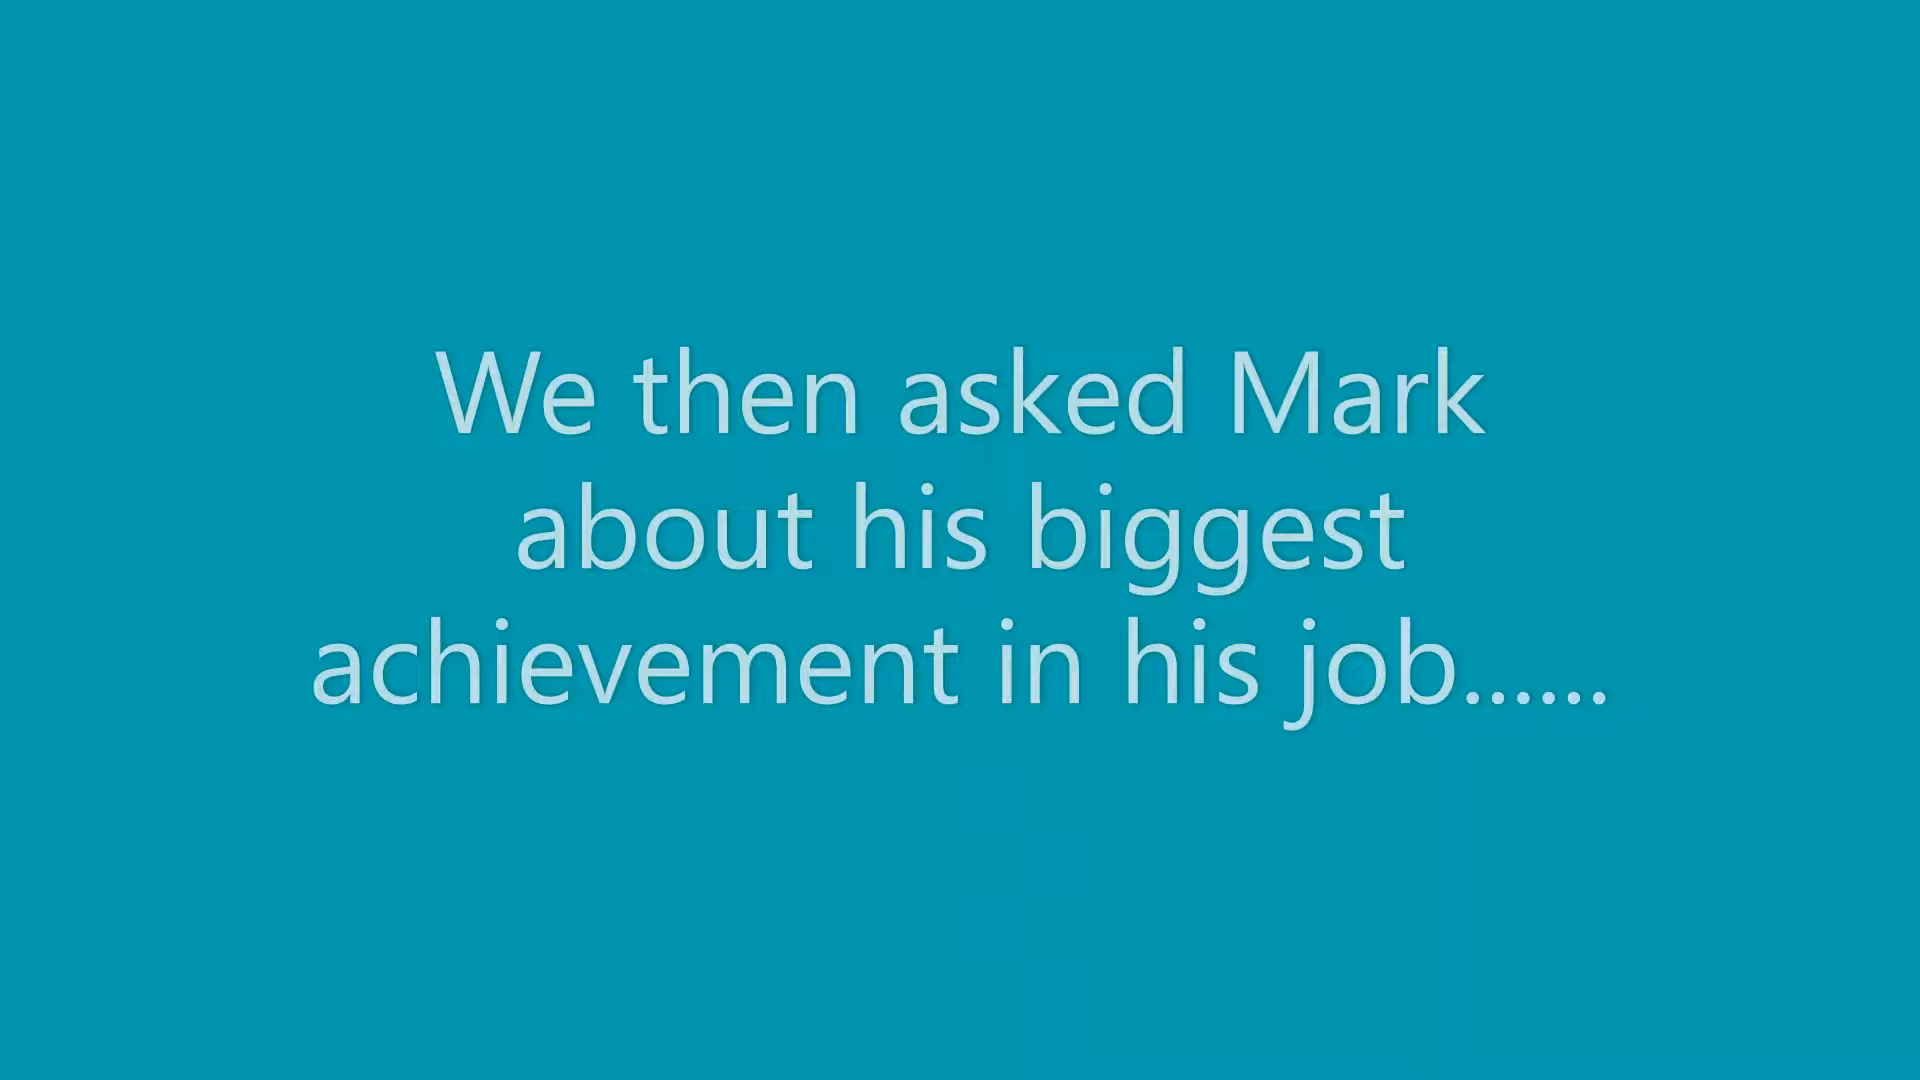 We then asked Mark
about his biggest
achievement in his job......